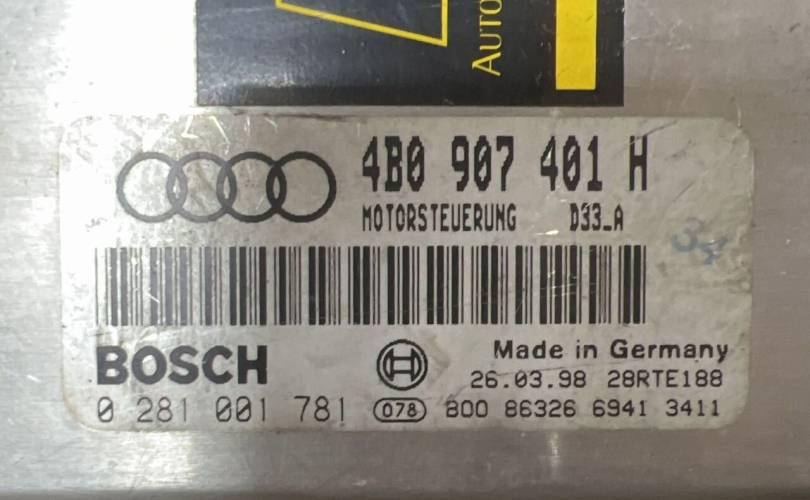 AUTO
4B0 907 401 H
MOTORSTEUERUNG D33_A
34
BOSCH
Made in Germany
26.03.98 28RTE188
0 281 001 781 078 800 86326 6941 3411